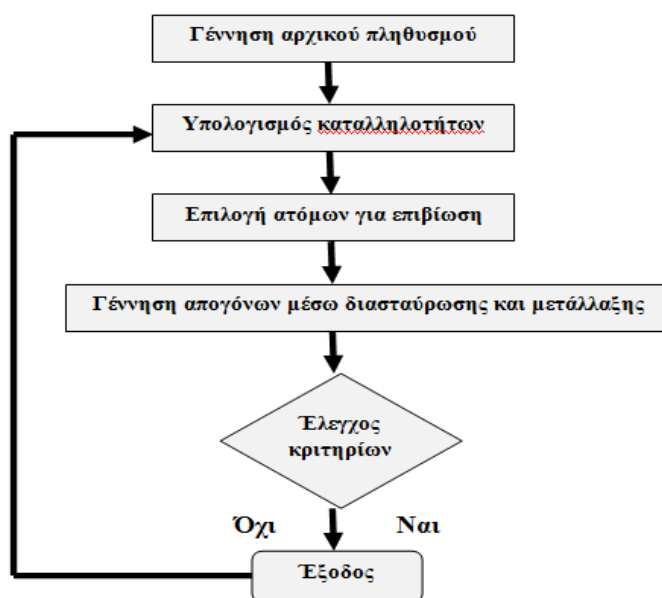 Γέννηση αρχικού πληθυσμού
Υπολογισμός καταλληλοτήτων
Επιλογή ατόμων για επιβίωση
Γέννηση απογόνων μέσω διασταύρωσης και μετάλλαξης
Έλεγχος
κριτηρίων
Όχι Ναι
Έξοδος